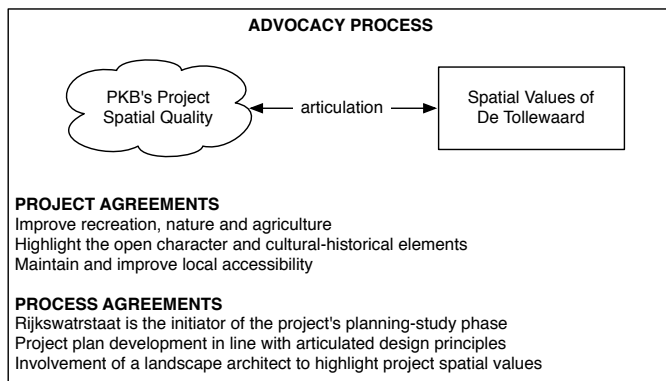 ADVOCACY PROCESS
PKB's Project
Spatial Quality
articulation
Spatial Values of
De Tollewaard
PROJECT AGREEMENTS
Improve recreation, nature and agriculture
Highlight the open character and cultural-historical elements
Maintain and improve local accessibility
PROCESS AGREEMENTS
Rijkswatrstaat is the initiator of the project's planning-study phase
Project plan development in line with articulated design principles
Involvement of a landscape architect to highlight project spatial values